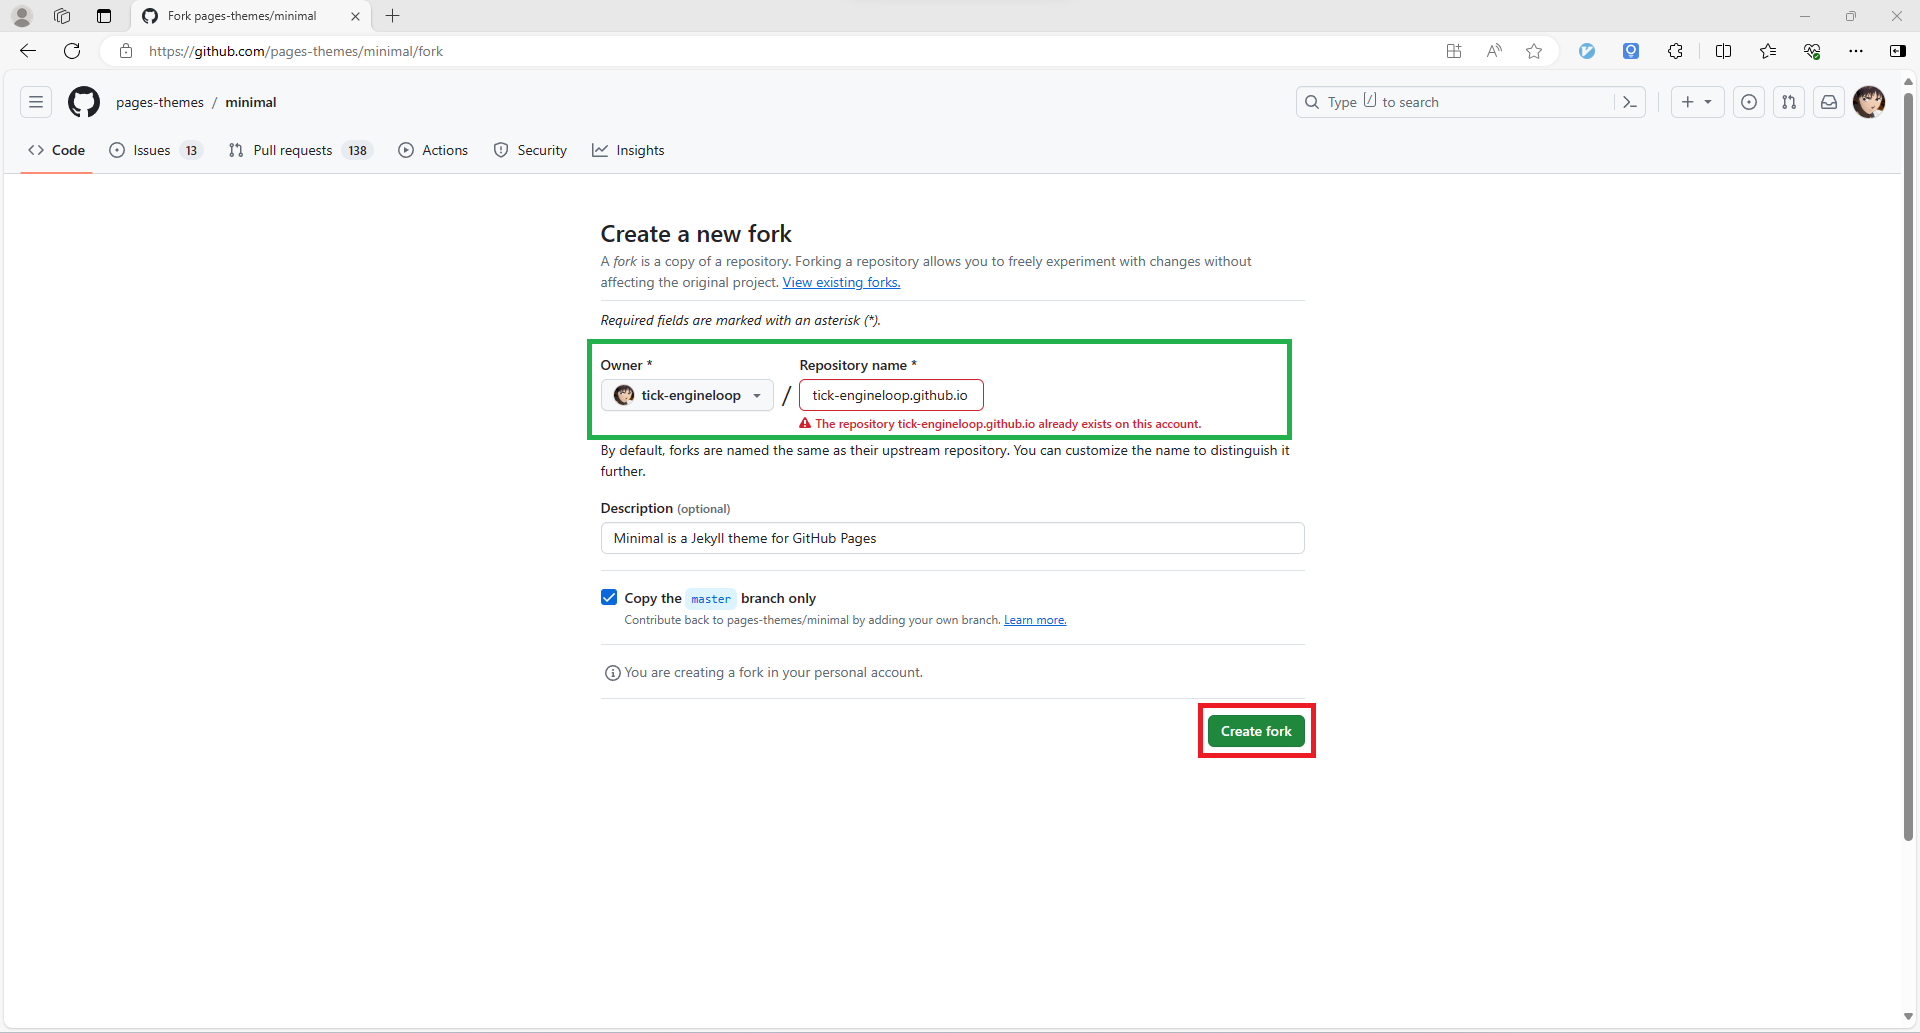 Fork pages-themes/minimal
https://github.com/pages-themes/minimal/fork
pages-themes / minimal
Type / to search
Code
Issues 13
Pull requests 138
Actions
Security
Insights
Create a new fork
A fork is a copy of a repository. Forking a repository allows you to freely experiment with changes without
affecting the original project. View existing forks.
Required fields are marked with an asterisk (*).
Owner *
Repository name *
tick-engineloop / tick-engineloop.github.io
The repository tick-engineloop.github.io already exists on this account.
By default, forks are named the same as their upstream repository. You can customize the name to distinguish it
further.
Description (optional)
Minimal is a Jekyll theme for GitHub Pages
Copy the master branch only
Contribute back to pages-themes/minimal by adding your own branch. Learn more.
You are creating a fork in your personal account.
Create fork